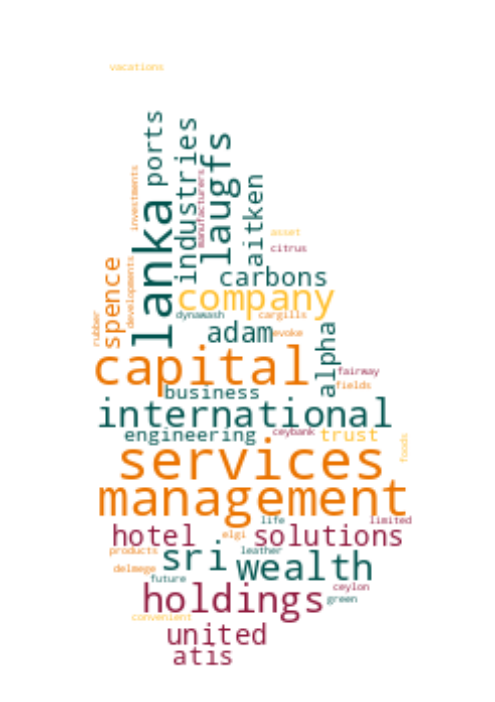 vacations
ports
industries
laugfs
manufacturers
investments
aitken
lanka
asset
citrus
spence
developments
carbons
company
rubber
dynawash
cargills
adam
evoke
alpha
capital
fairway
fields
business
international
engineering
ceybank
trust
foods
services
management
life
limited
hotel
elgi
solutions
products
sri
leather
delmege
wealth
future
ceylon
holdings
green
convenient
united
atis